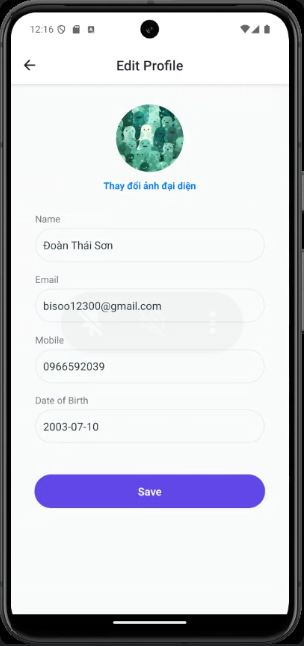 12:16
Edit Profile
Thay đổi ảnh đại diện
Name
Đoàn Thái Sơn
Email
bisoo12300@gmail.com
Mobile
0966592039
Date of Birth
2003-07-10
Save